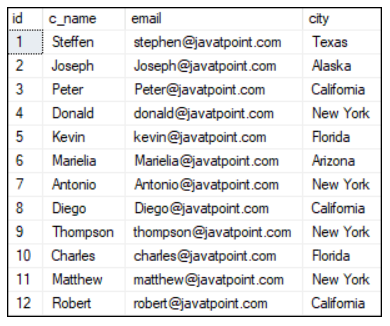 id c_name email city
1 Steffen stephen@javatpoint.com Texas
2 Joseph Joseph@javatpoint.com Alaska
3 Peter Peter@javatpoint.com California
4 Donald donald@javatpoint.com New York
5 Kevin kevin@javatpoint.com Florida
6 Marielia Marielia@javatpoint.com Arizona
7 Antonio Antonio@javatpoint.com New York
8 Diego Diego@javatpoint.com California
9 Thompson thompson@javatpoint.com New York
10 Charles charles@javatpoint.com Florida
11 Matthew matthew@javatpoint.com New York
12 Robert robert@javatpoint.com California